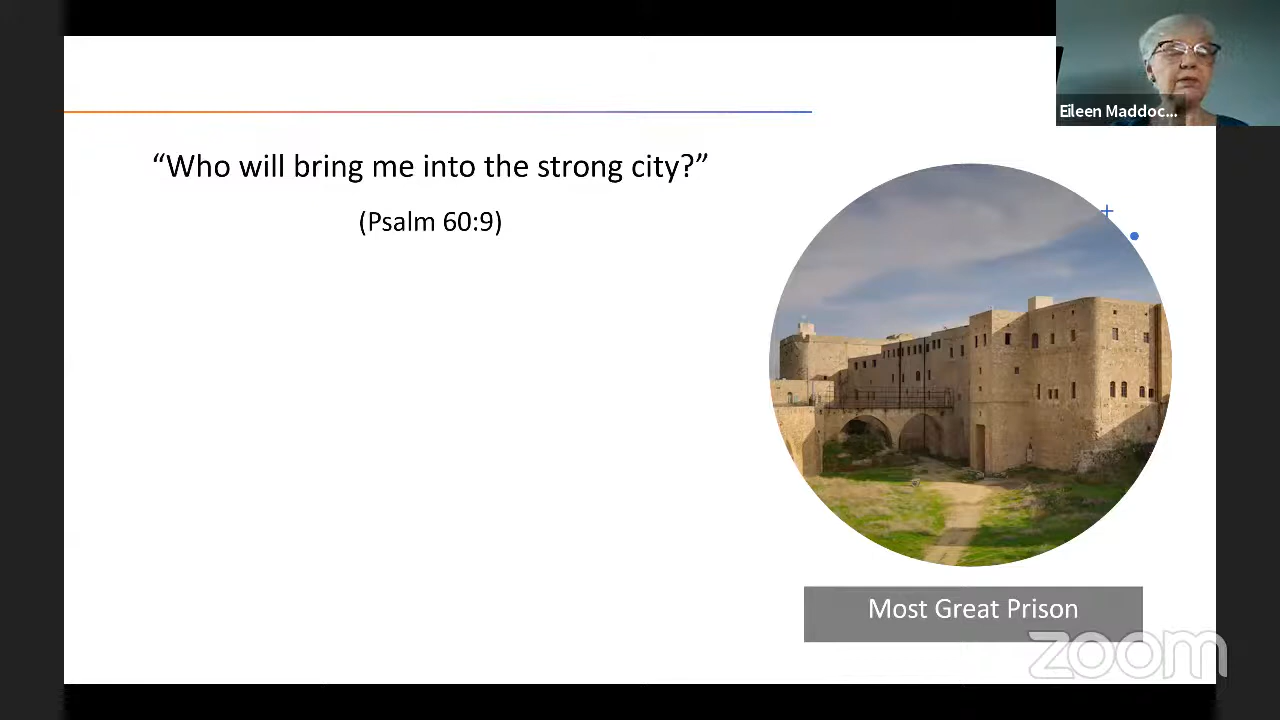 Eileen Maddoc...
“Who will bring me into the strong city?”
(Psalm 60:9)
Most Great Prison
zoom